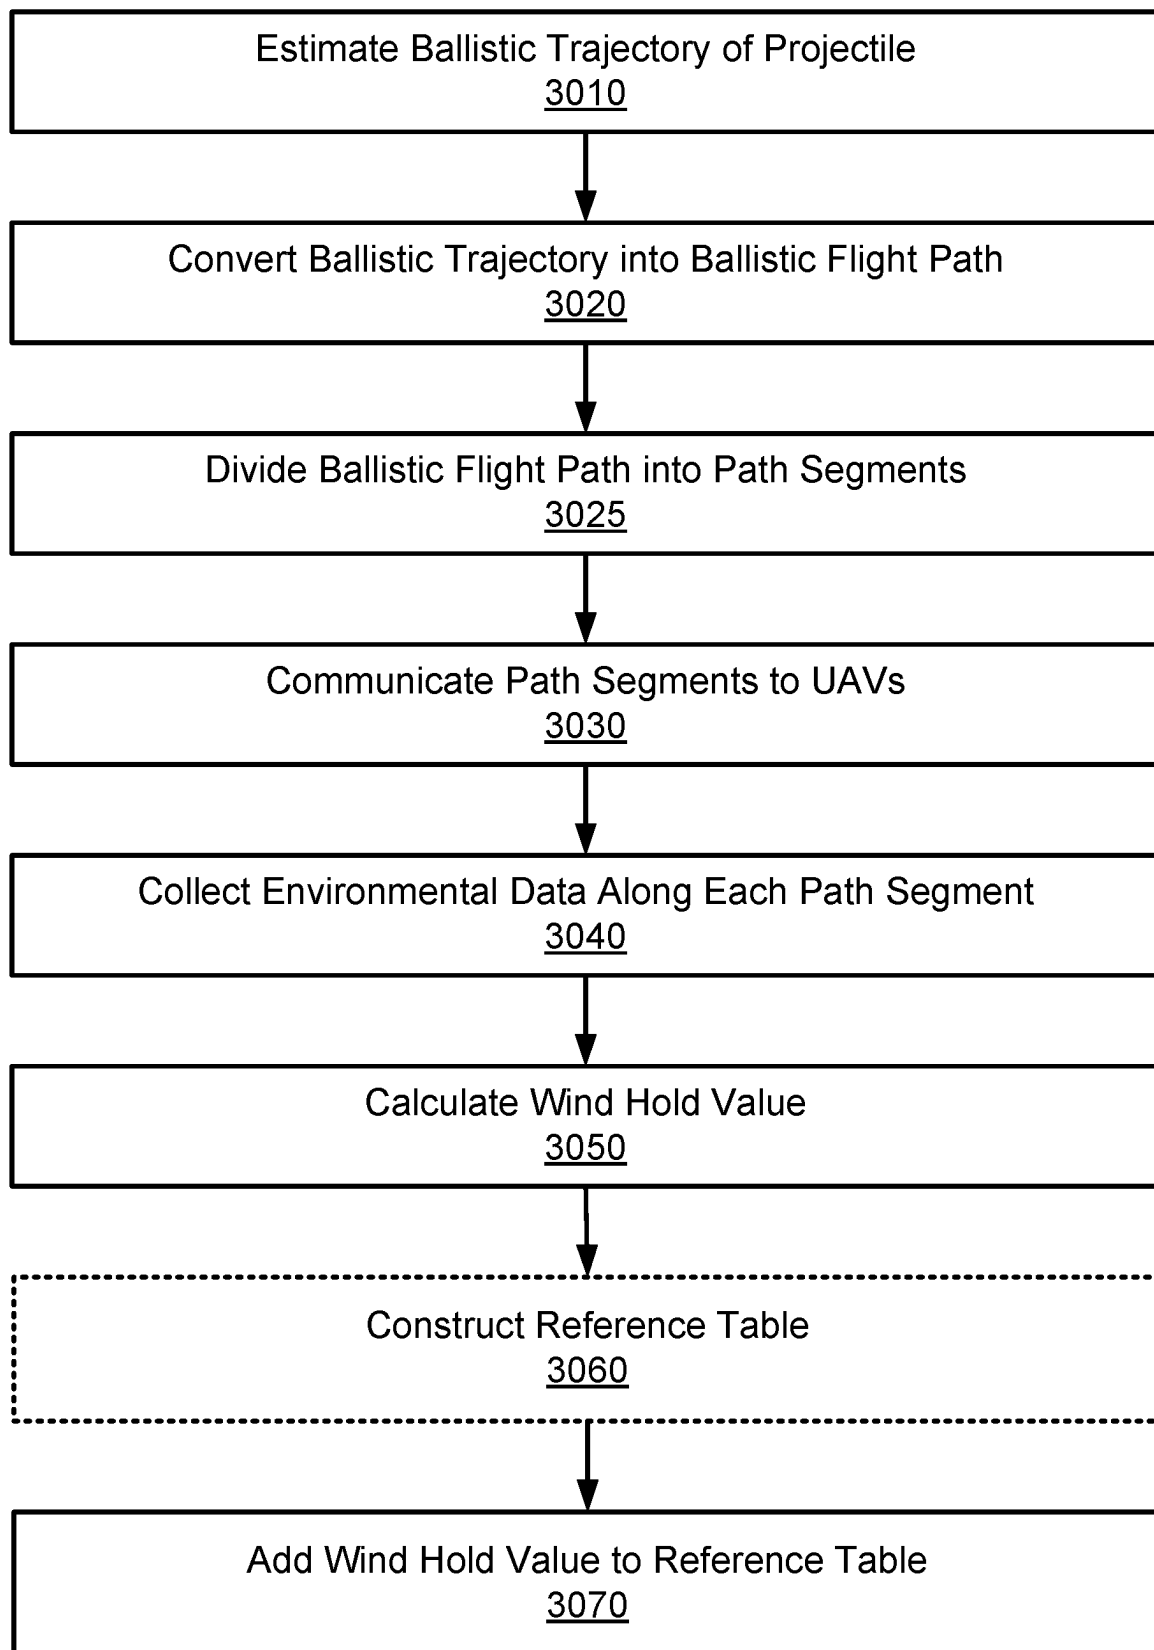 Estimate Ballistic Trajectory of Projectile
3010
Convert Ballistic Trajectory into Ballistic Flight Path
3020
Divide Ballistic Flight Path into Path Segments
3025
Communicate Path Segments to UAVs
3030
Collect Environmental Data Along Each Path Segment
3040
Calculate Wind Hold Value
3050
Construct Reference Table
3060
Add Wind Hold Value to Reference Table
3070